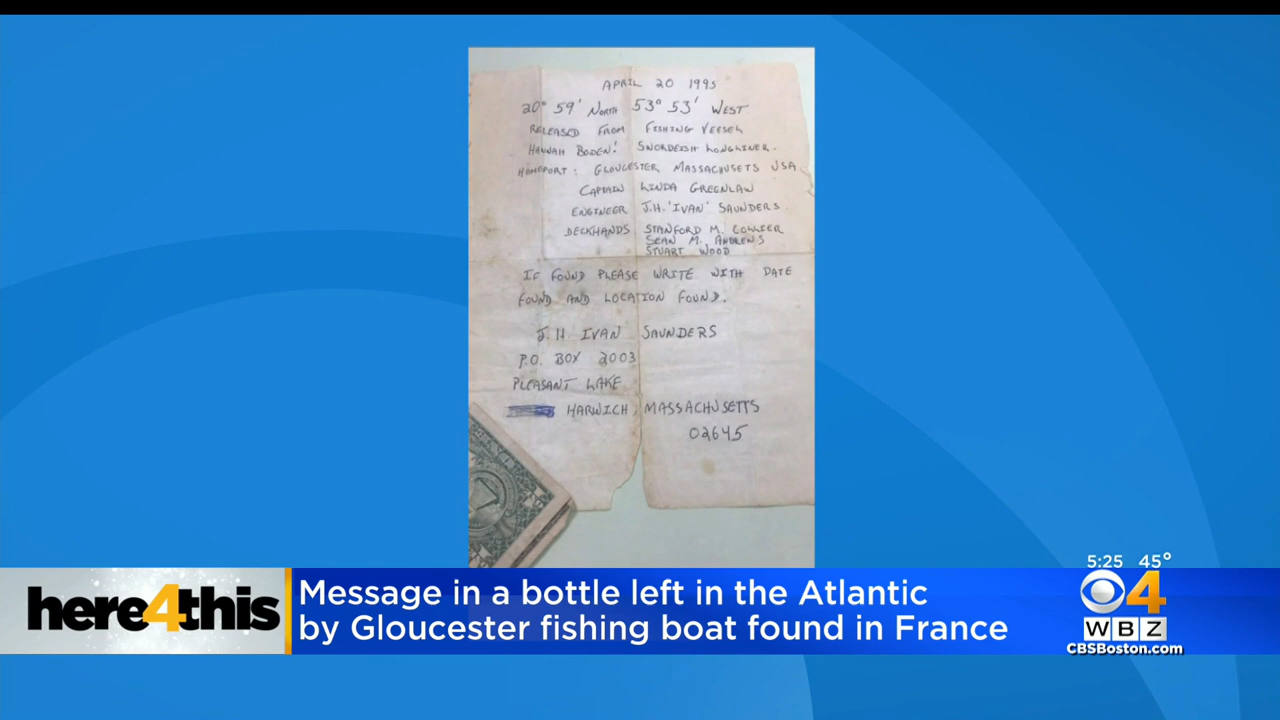 APRIL 20 1995
20° 59' NORTH 53° 53' WEST
RELEASED FROM FISHING VESSEL
HANNAH BODEN! SWORDFISH LONGLINER.
HOMEPORT: GLOUCESTER MASSACHUSETS USA
CAPTAIN LINDA GREENLAW
ENGINEER J.H. 'IVAN' SAUNDERS
DECKHANDS STANFORD M. COLLIER
SEAN M. ANDREWS
STUART WOOD
IF FOUND PLEASE WRITE WITH DATE
FOUND AND LOCATION FOUND.
J.H. IVAN SAUNDERS
P.O. BOX 2003
PLEASANT LAKE
HARWICH, MASSACHUSETTS
02645
5:25 45°
here4this
Message in a bottle left in the Atlantic
by Gloucester fishing boat found in France
4
WBZ
CBSBoston.com